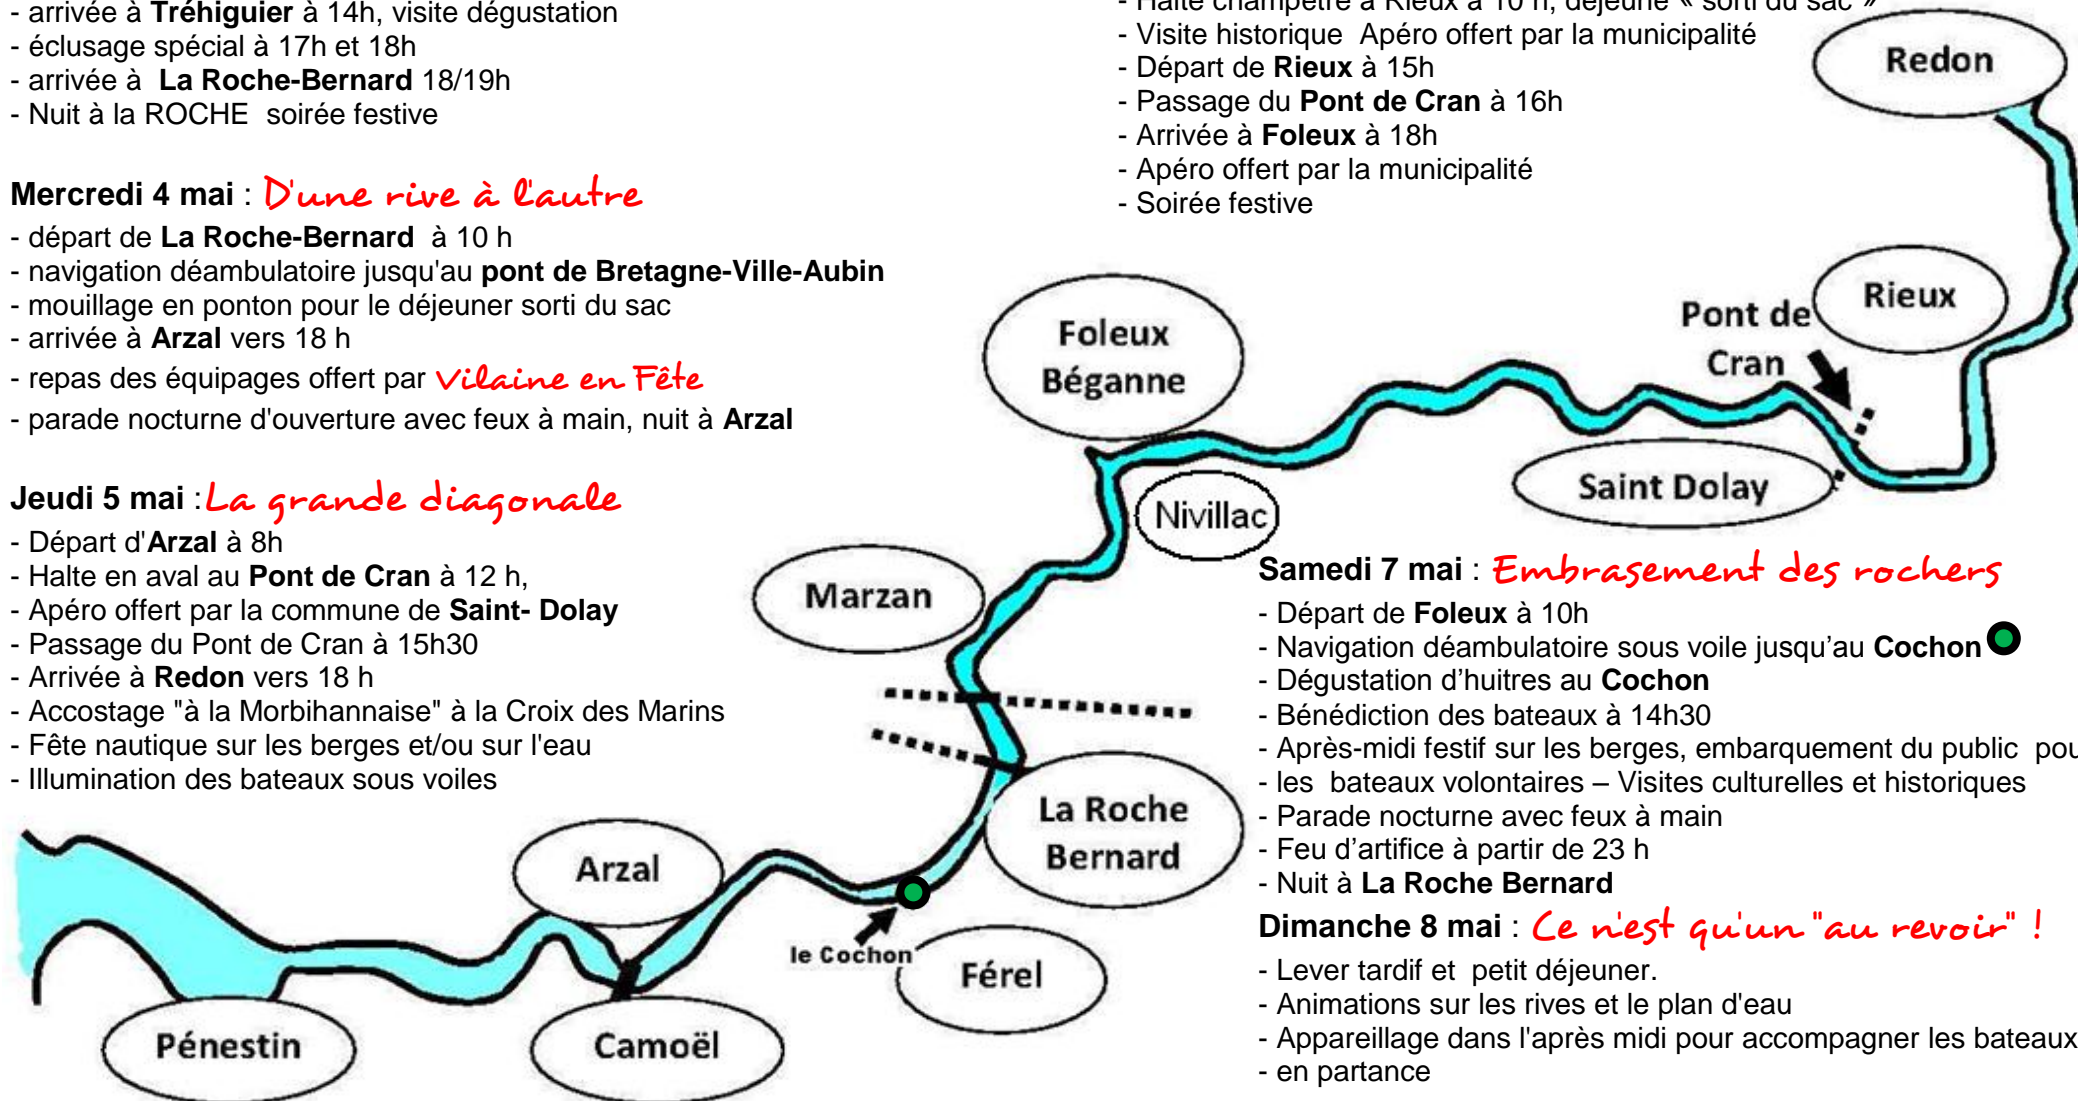 - arrivée à Tréhiguier à 14h, visite dégustation
- éclusage spécial à 17h et 18h
- arrivée à La Roche-Bernard 18/19h
- Nuit à la ROCHE soirée festive
Mercredi 4 mai : D'une rive à l'autre
- départ de La Roche-Bernard à 10 h
- navigation déambulatoire jusqu'au pont de Bretagne-Ville-Aubin
- mouillage en ponton pour le déjeuner sorti du sac
- arrivée à Arzal vers 18 h
- repas des équipages offert par Vilaine en Fête
- parade nocturne d'ouverture avec feux à main, nuit à Arzal
Jeudi 5 mai : La grande diagonale
- Départ d'Arzal à 8h
- Halte en aval au Pont de Cran à 12 h,
- Apéro offert par la commune de Saint- Dolay
- Passage du Pont de Cran à 15h30
- Arrivée à Redon vers 18 h
- Accostage "à la Morbihannaise" à la Croix des Marins
- Fête nautique sur les berges et/ou sur l'eau
- Illumination des bateaux sous voiles
- Halte champêtre à Rieux à 10 h, déjeuné « sorti du sac »
- Visite historique Apéro offert par la municipalité
- Départ de Rieux à 15h
- Passage du Pont de Cran à 16h
- Arrivée à Foleux à 18h
- Apéro offert par la municipalité
- Soirée festive
Redon
Rieux
Pont de
Cran
Foleux
Béganne
Saint Dolay
Nivillac
Marzan
La Roche
Bernard
Arzal
le Cochon
Férel
Pénestin
Camoël
Samedi 7 mai : Embrasement des rochers
- Départ de Foleux à 10h
- Navigation déambulatoire sous voile jusqu’au Cochon
- Dégustation d’huitres au Cochon
- Bénédiction des bateaux à 14h30
- Après-midi festif sur les berges, embarquement du public pou
- les bateaux volontaires – Visites culturelles et historiques
- Parade nocturne avec feux à main
- Feu d’artifice à partir de 23 h
- Nuit à La Roche Bernard
Dimanche 8 mai : Ce n'est qu'un "au revoir" !
- Lever tardif et petit déjeuner.
- Animations sur les rives et le plan d'eau
- Appareillage dans l'après midi pour accompagner les bateaux
- en partance